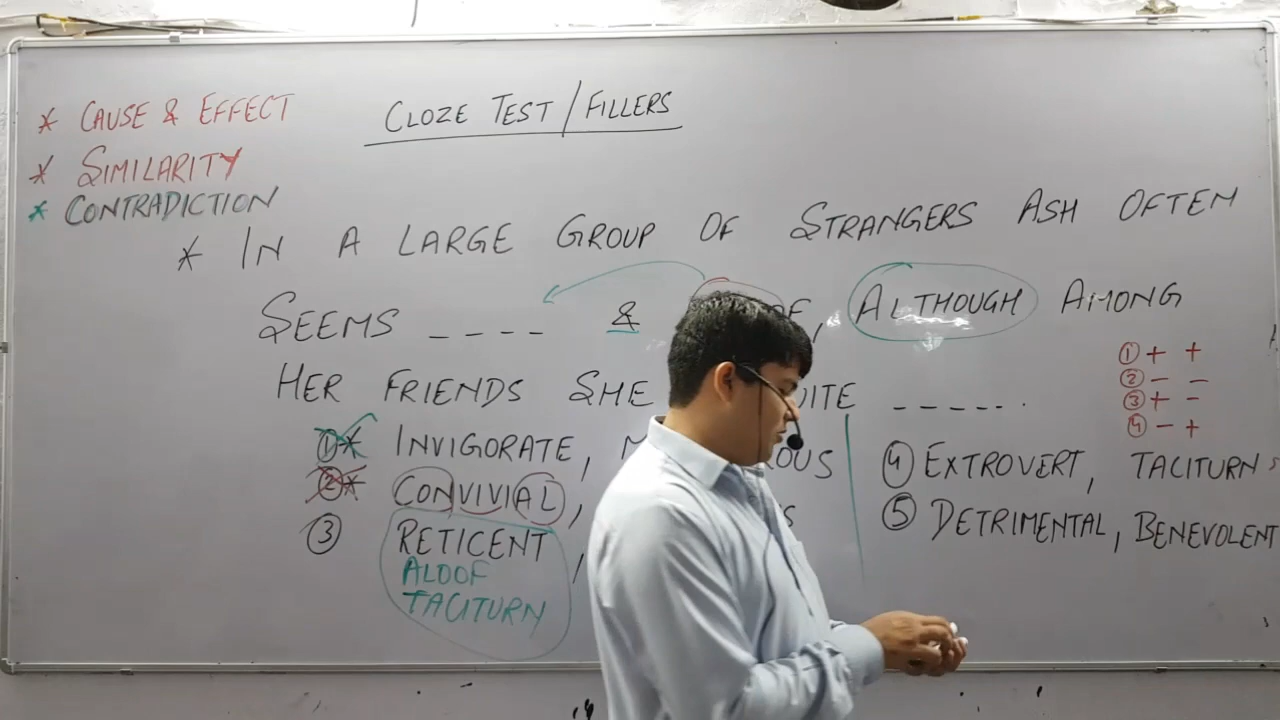 * CAUSE & EFFECT
* SIMILARITY
* CONTRADICTION
CLOZE TEST/FILLERS
* IN A LARGE GROUP OF STRANGERS ASH OFTEN
SEEMS ---- & , ALTHOUGH AMONG
HER FRIENDS SHE -----.
① + +
② - -
③ + -
④ - +
①* INVIGORATE,
②* CONVIVIAL,
③ RETICENT,
ALOOF
TACITURN
④ EXTROVERT, TACITURN
⑤ DETRIMENTAL, BENEVOLENT